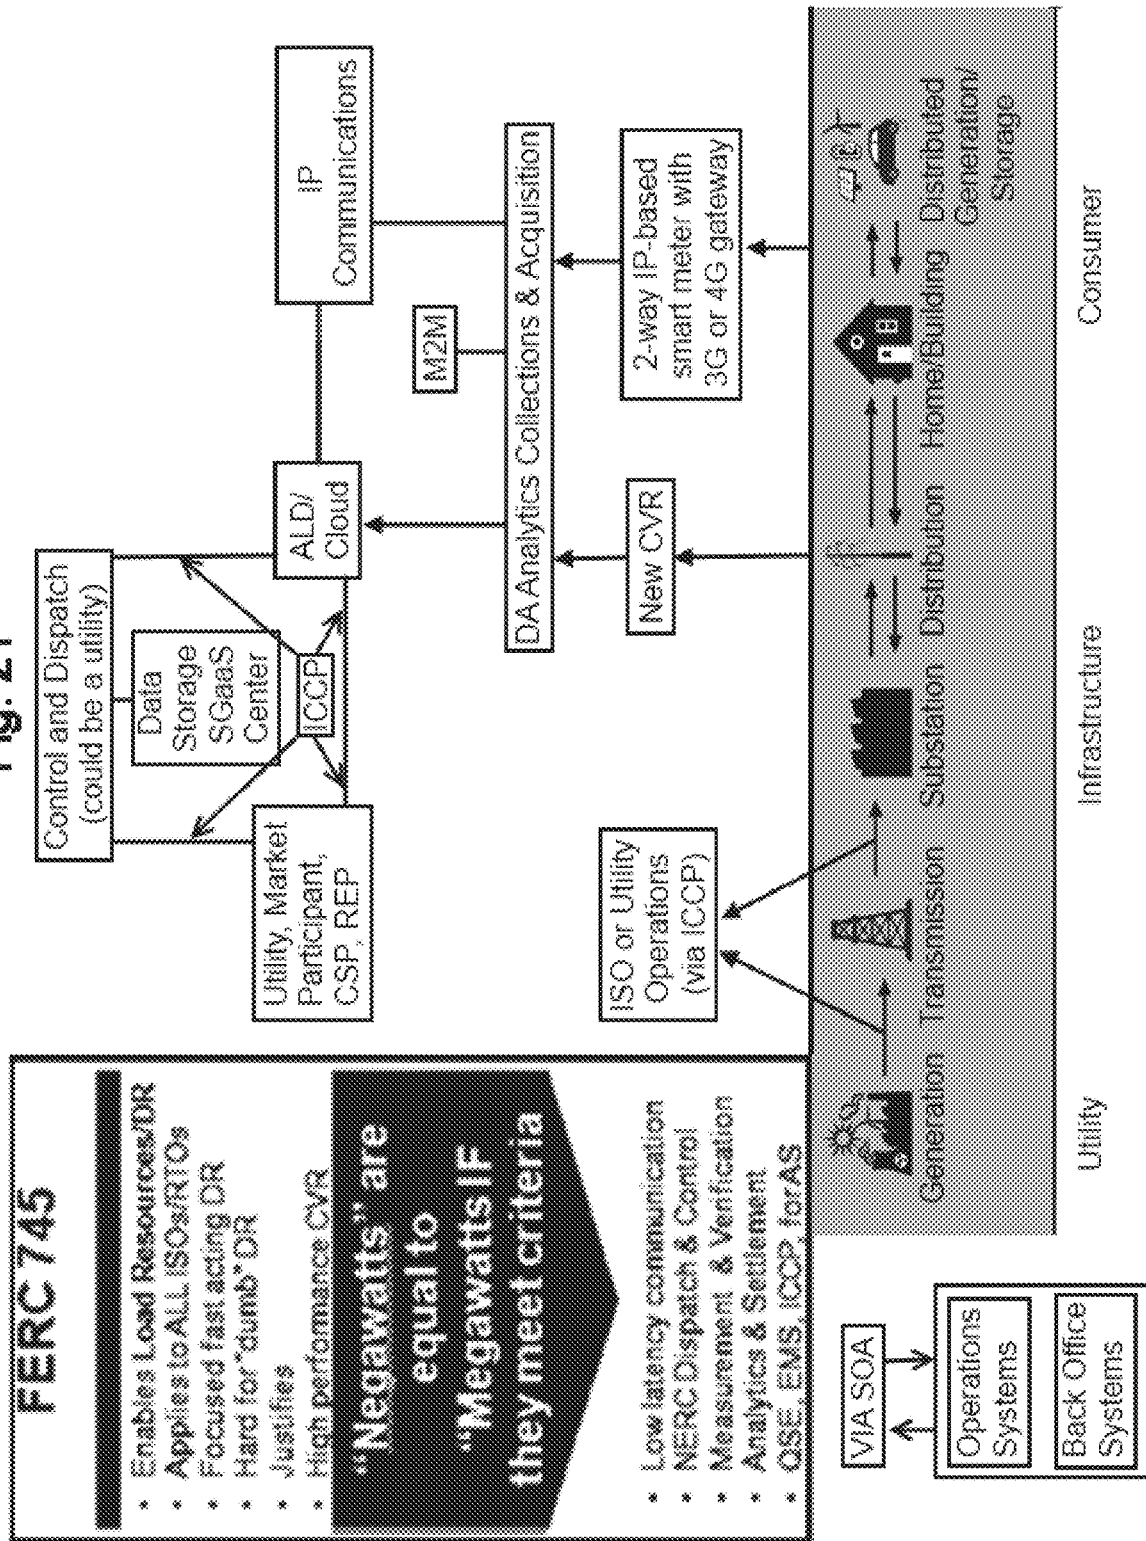 Fig. 21
FERC 745
• Enables Load Resources/DR
• Applies to ALL ISOs/RTOs
• Focused fast acting DR
• Hard for "dumb" DR
• Justifies
• High performance CVR
"Negawatts" are
equal to
"Megawatts IF
they meet criteria
• Low latency communication
• NERC Dispatch & Control
• Measurement & Verification
• Analytics & Settlement
• QSE, EMS, ICCP, for AS
Control and Dispatch
(could be a utility)
Data
Storage
SGaaS
Center
ICCP
Utility, Market
Participant,
CSP, REP
ALD/
Cloud
IP
Communications
M2M
DA Analytics Collections & Acquisition
New CVR
2-way IP-based
smart meter with
3G or 4G gateway
ISO or Utility
Operations
(via ICCP)
Generation
Transmission
Substation
Distribution
Home/Building
Distributed
Generation/
Storage
Utility
Infrastructure
Consumer
VIA SOA
Operations
Systems
Back Office
Systems